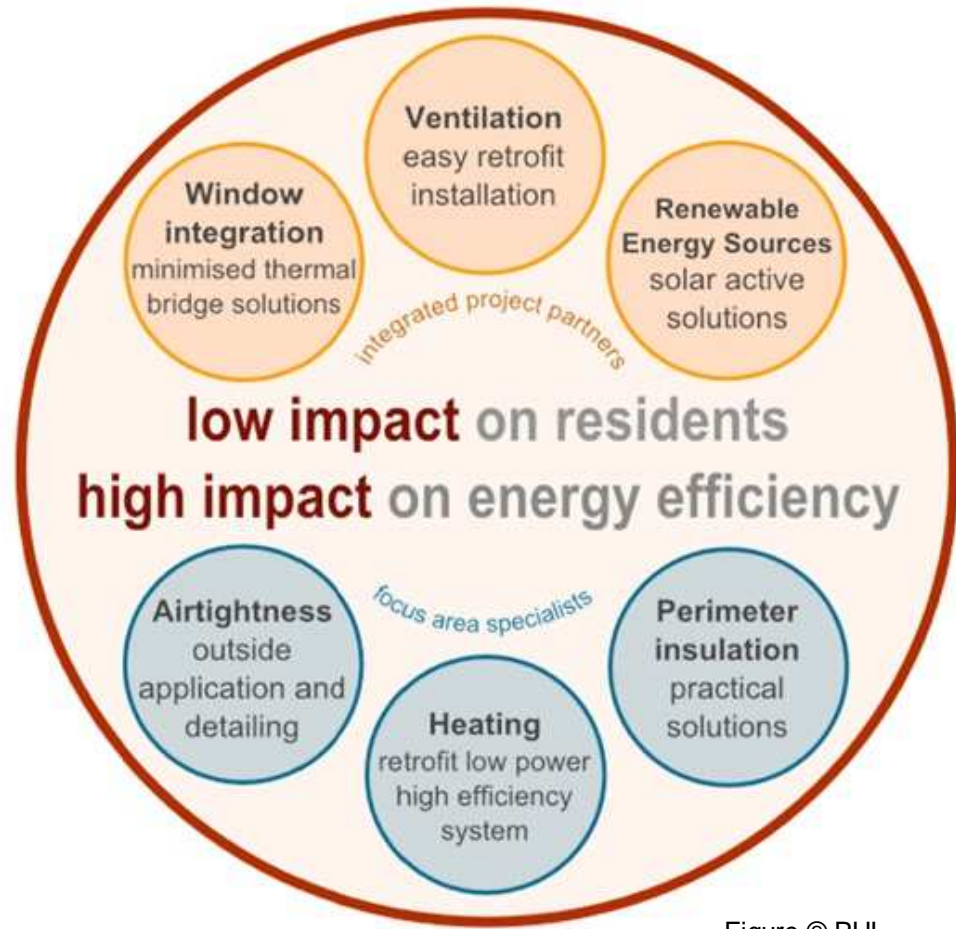 Ventilation
easy retrofit
installation
Window
integration
minimised thermal
bridge solutions
Renewable
Energy Sources
solar active
solutions
integrated project partners
low impact on residents
high impact on energy efficiency
focus area specialists
Airtightness
outside
application and
detailing
Heating
retrofit low power
high efficiency
system
Perimeter
insulation
practical
solutions
Figure © PHI